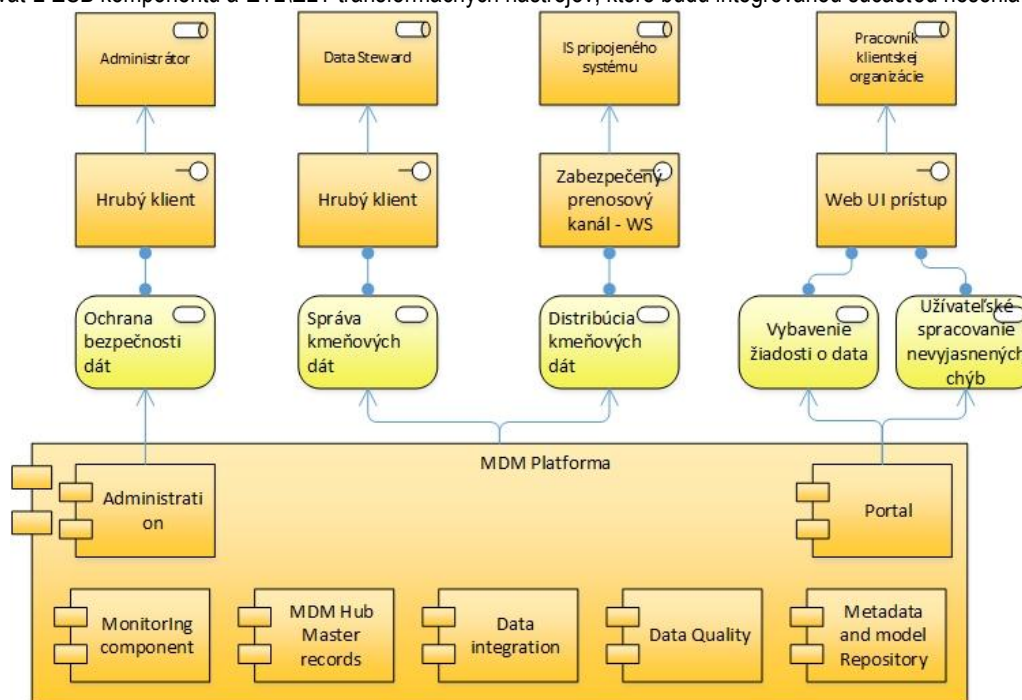 z ESB komponentu a ETL\ELT transformačných nástrojov, ktoré budú integrovanou súčasťou riešenia
Administrátor
Data Steward
IS pripojeného
systému
Pracovník
klientskej
organizácie
Hrubý klient
Hrubý klient
Zabezpečený
prenosový
kanál - WS
Web UI prístup
Ochrana
bezpečnosti
dát
Správa
kmeňových
dát
Distribúcia
kmeňových
dát
Vybavenie
žiadosti o data
Užívateľské
spracovanie
nevyjasnených
chýb
MDM Platforma
Administrati
on
Portal
Monitoring
component
MDM Hub
Master
records
Data
integration
Data Quality
Metadata
and model
Repository